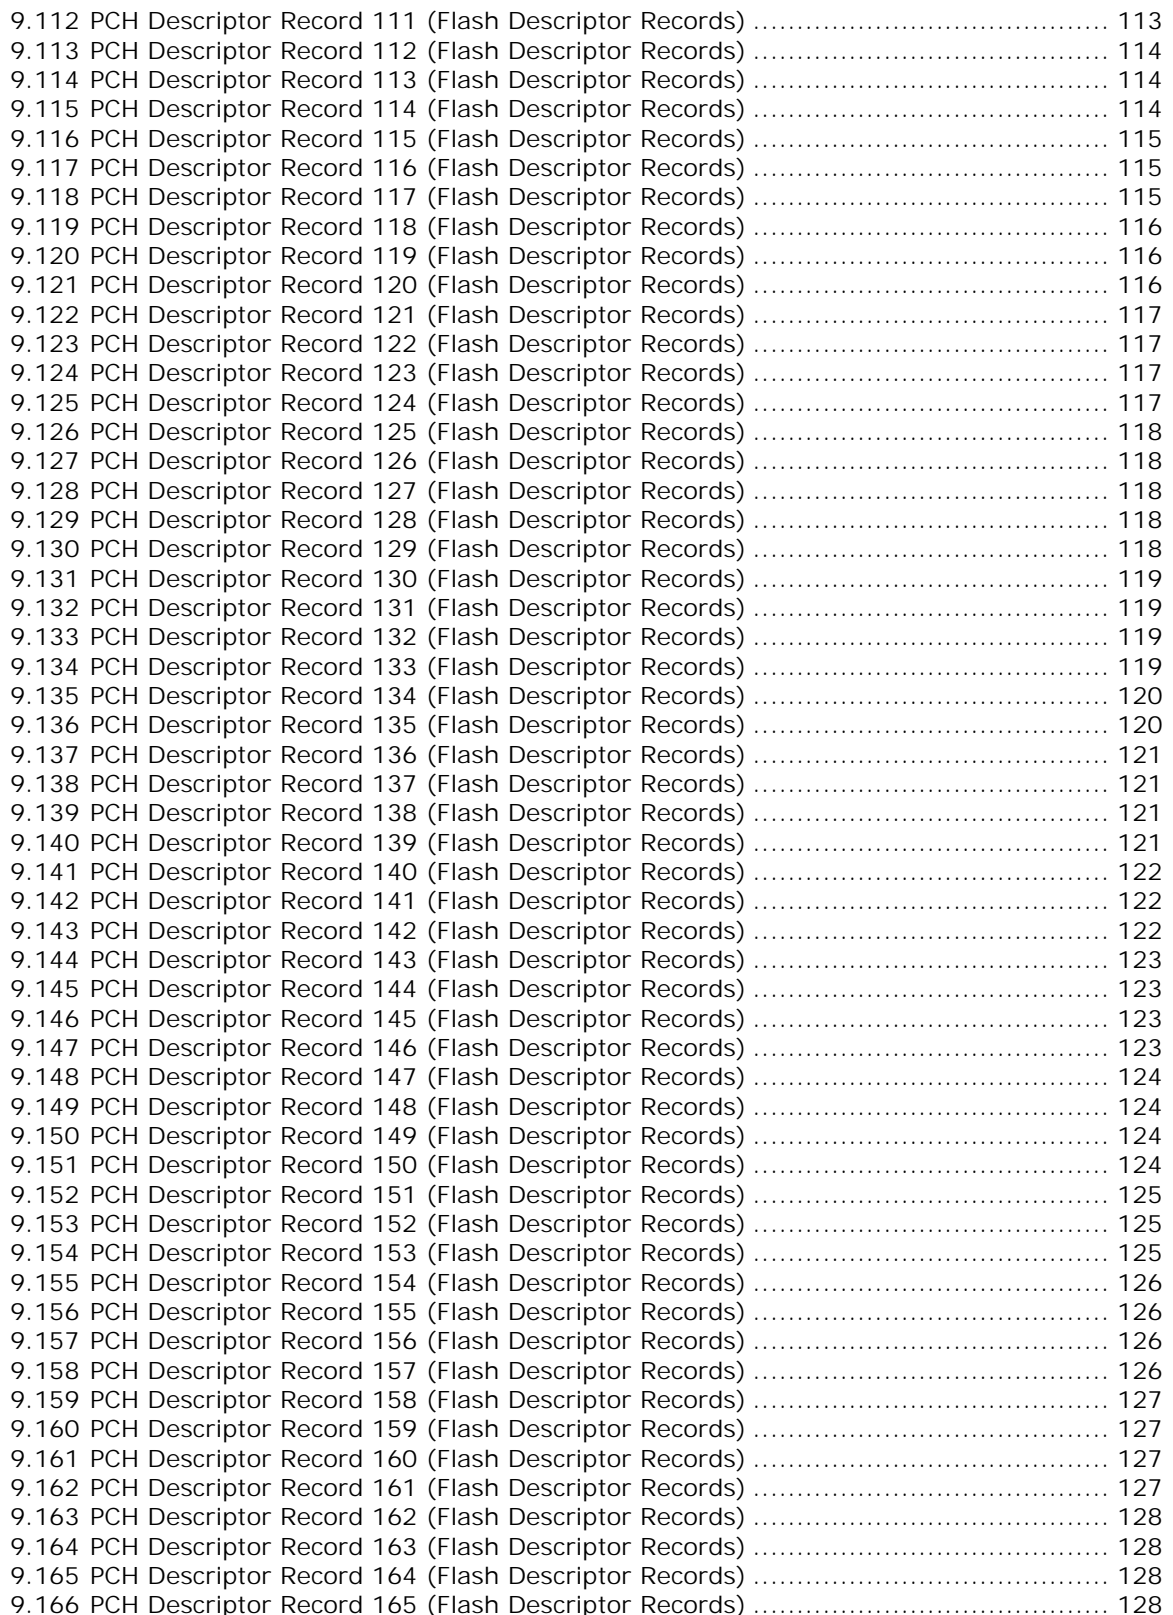 9.112 PCH Descriptor Record 111 (Flash Descriptor Records) ........................................ 113
9.113 PCH Descriptor Record 112 (Flash Descriptor Records) ........................................ 114
9.114 PCH Descriptor Record 113 (Flash Descriptor Records) ........................................ 114
9.115 PCH Descriptor Record 114 (Flash Descriptor Records) ........................................ 114
9.116 PCH Descriptor Record 115 (Flash Descriptor Records) ........................................ 115
9.117 PCH Descriptor Record 116 (Flash Descriptor Records) ........................................ 115
9.118 PCH Descriptor Record 117 (Flash Descriptor Records) ........................................ 115
9.119 PCH Descriptor Record 118 (Flash Descriptor Records) ........................................ 116
9.120 PCH Descriptor Record 119 (Flash Descriptor Records) ........................................ 116
9.121 PCH Descriptor Record 120 (Flash Descriptor Records) ........................................ 116
9.122 PCH Descriptor Record 121 (Flash Descriptor Records) ........................................ 117
9.123 PCH Descriptor Record 122 (Flash Descriptor Records) ........................................ 117
9.124 PCH Descriptor Record 123 (Flash Descriptor Records) ........................................ 117
9.125 PCH Descriptor Record 124 (Flash Descriptor Records) ........................................ 117
9.126 PCH Descriptor Record 125 (Flash Descriptor Records) ........................................ 118
9.127 PCH Descriptor Record 126 (Flash Descriptor Records) ........................................ 118
9.128 PCH Descriptor Record 127 (Flash Descriptor Records) ........................................ 118
9.129 PCH Descriptor Record 128 (Flash Descriptor Records) ........................................ 118
9.130 PCH Descriptor Record 129 (Flash Descriptor Records) ........................................ 118
9.131 PCH Descriptor Record 130 (Flash Descriptor Records) ........................................ 119
9.132 PCH Descriptor Record 131 (Flash Descriptor Records) ........................................ 119
9.133 PCH Descriptor Record 132 (Flash Descriptor Records) ........................................ 119
9.134 PCH Descriptor Record 133 (Flash Descriptor Records) ........................................ 119
9.135 PCH Descriptor Record 134 (Flash Descriptor Records) ........................................ 120
9.136 PCH Descriptor Record 135 (Flash Descriptor Records) ........................................ 120
9.137 PCH Descriptor Record 136 (Flash Descriptor Records) ........................................ 121
9.138 PCH Descriptor Record 137 (Flash Descriptor Records) ........................................ 121
9.139 PCH Descriptor Record 138 (Flash Descriptor Records) ........................................ 121
9.140 PCH Descriptor Record 139 (Flash Descriptor Records) ........................................ 121
9.141 PCH Descriptor Record 140 (Flash Descriptor Records) ........................................ 122
9.142 PCH Descriptor Record 141 (Flash Descriptor Records) ........................................ 122
9.143 PCH Descriptor Record 142 (Flash Descriptor Records) ........................................ 122
9.144 PCH Descriptor Record 143 (Flash Descriptor Records) ........................................ 123
9.145 PCH Descriptor Record 144 (Flash Descriptor Records) ........................................ 123
9.146 PCH Descriptor Record 145 (Flash Descriptor Records) ........................................ 123
9.147 PCH Descriptor Record 146 (Flash Descriptor Records) ........................................ 123
9.148 PCH Descriptor Record 147 (Flash Descriptor Records) ........................................ 124
9.149 PCH Descriptor Record 148 (Flash Descriptor Records) ........................................ 124
9.150 PCH Descriptor Record 149 (Flash Descriptor Records) ........................................ 124
9.151 PCH Descriptor Record 150 (Flash Descriptor Records) ........................................ 124
9.152 PCH Descriptor Record 151 (Flash Descriptor Records) ........................................ 125
9.153 PCH Descriptor Record 152 (Flash Descriptor Records) ........................................ 125
9.154 PCH Descriptor Record 153 (Flash Descriptor Records) ........................................ 125
9.155 PCH Descriptor Record 154 (Flash Descriptor Records) ........................................ 126
9.156 PCH Descriptor Record 155 (Flash Descriptor Records) ........................................ 126
9.157 PCH Descriptor Record 156 (Flash Descriptor Records) ........................................ 126
9.158 PCH Descriptor Record 157 (Flash Descriptor Records) ........................................ 126
9.159 PCH Descriptor Record 158 (Flash Descriptor Records) ........................................ 127
9.160 PCH Descriptor Record 159 (Flash Descriptor Records) ........................................ 127
9.161 PCH Descriptor Record 160 (Flash Descriptor Records) ........................................ 127
9.162 PCH Descriptor Record 161 (Flash Descriptor Records) ........................................ 127
9.163 PCH Descriptor Record 162 (Flash Descriptor Records) ........................................ 128
9.164 PCH Descriptor Record 163 (Flash Descriptor Records) ........................................ 128
9.165 PCH Descriptor Record 164 (Flash Descriptor Records) ........................................ 128
9.166 PCH Descriptor Record 165 (Flash Descriptor Records) ........................................ 128